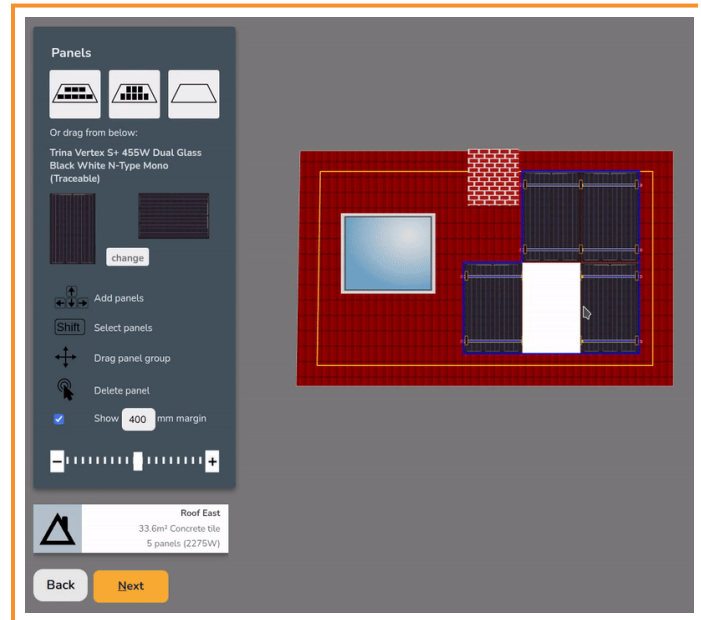 Panels
Or drag from below:
Trina Vertex S+ 455W Dual Glass
Black White N-Type Mono
(Traceable)
change
Add panels
Shift Select panels
Drag panel group
Delete panel
Show 400 mm margin
− +
Roof East
33.6m² Concrete tile
5 panels (2275W)
Back Next